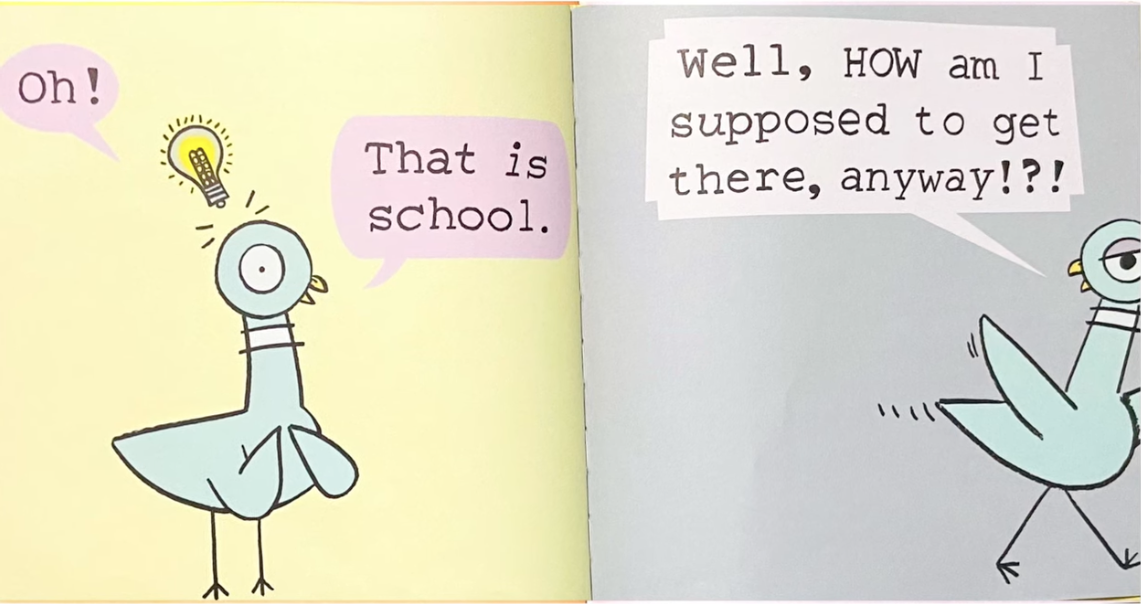 Oh!
That is
school.
Well, HOW am I
supposed to get
there, anyway!?!